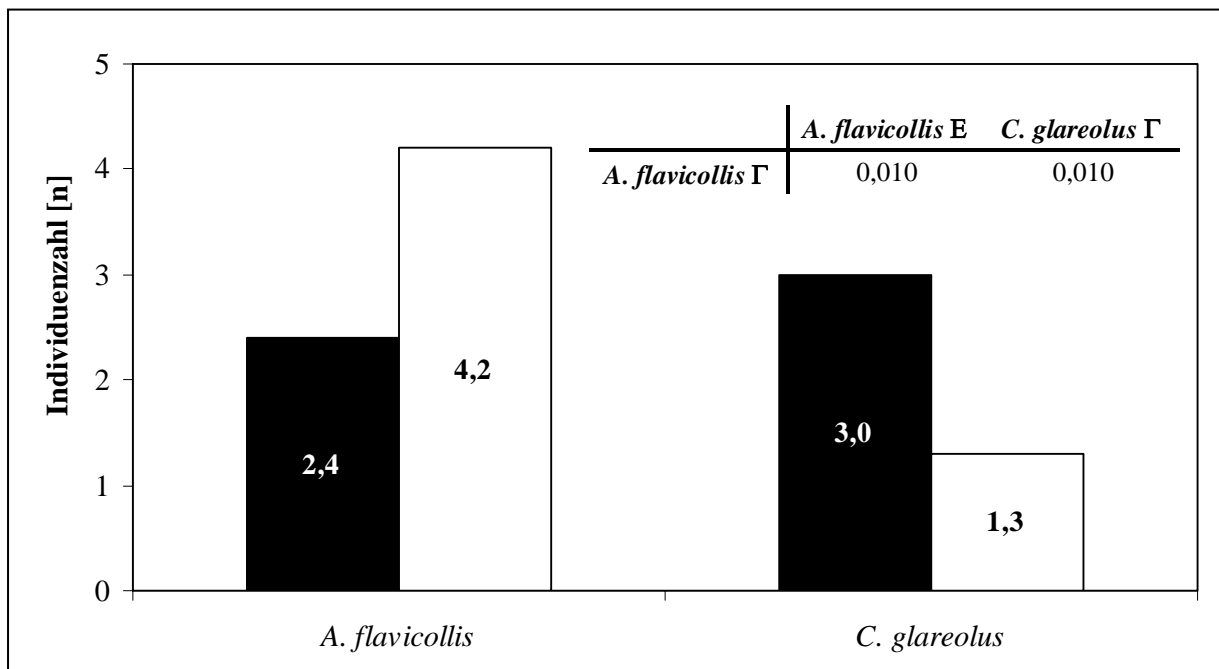 5
A. flavicollis E C. glareolus Γ
4
A. flavicollis Γ 0,010 0,010
Individuenzahl [n]
3
4,2
2
3,0
2,4
1
1,3
0
A. flavicollis C. glareolus